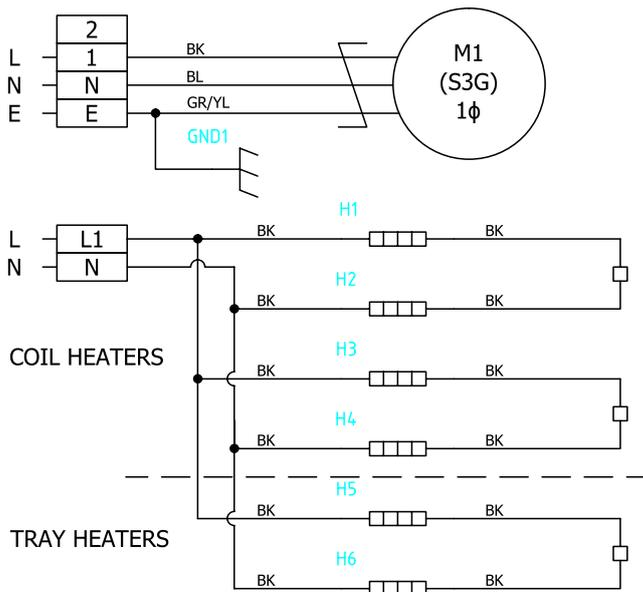 2
L 1 BK
N N BL
E E GR/YL
GND1
M1
(S3G)
1ϕ
H1
L L1 BK BK
N N
H2
BK BK
COIL HEATERS
H3
BK BK
H4
BK BK
H5
BK BK
TRAY HEATERS
H6
BK BK